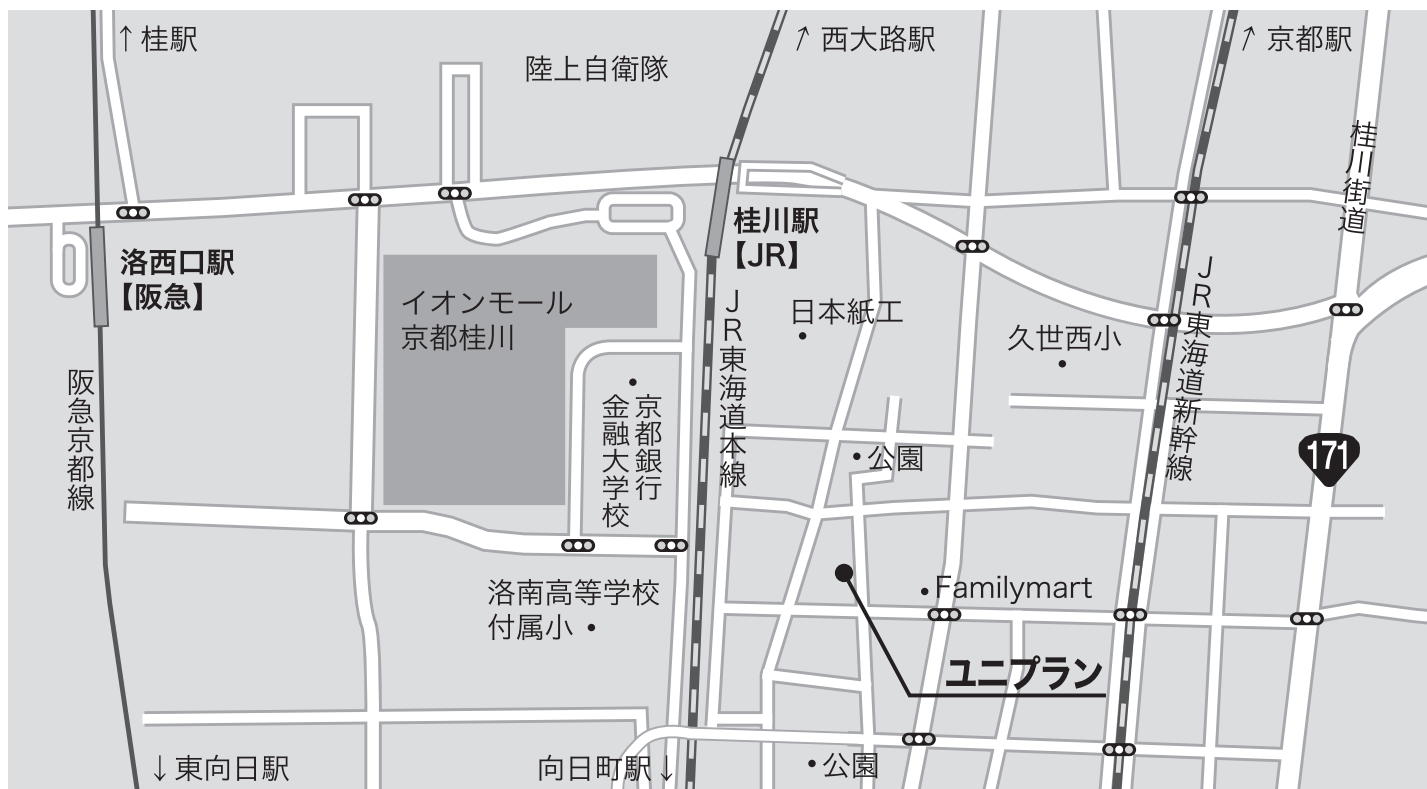 ↑桂駅
↑西大路駅
↑京都駅
陸上自衛隊
桂川街道
洛西口駅
【阪急】
桂川駅
【JR】
イオンモール
京都桂川
日本紙工
久世西小
JR東海道本線
JR東海道新幹線
阪急京都線
京都銀行
金融大学校
公園
171
洛南高等学校
付属小
Familymart
ユニプラン
↓東向日駅
向日町駅↓
公園